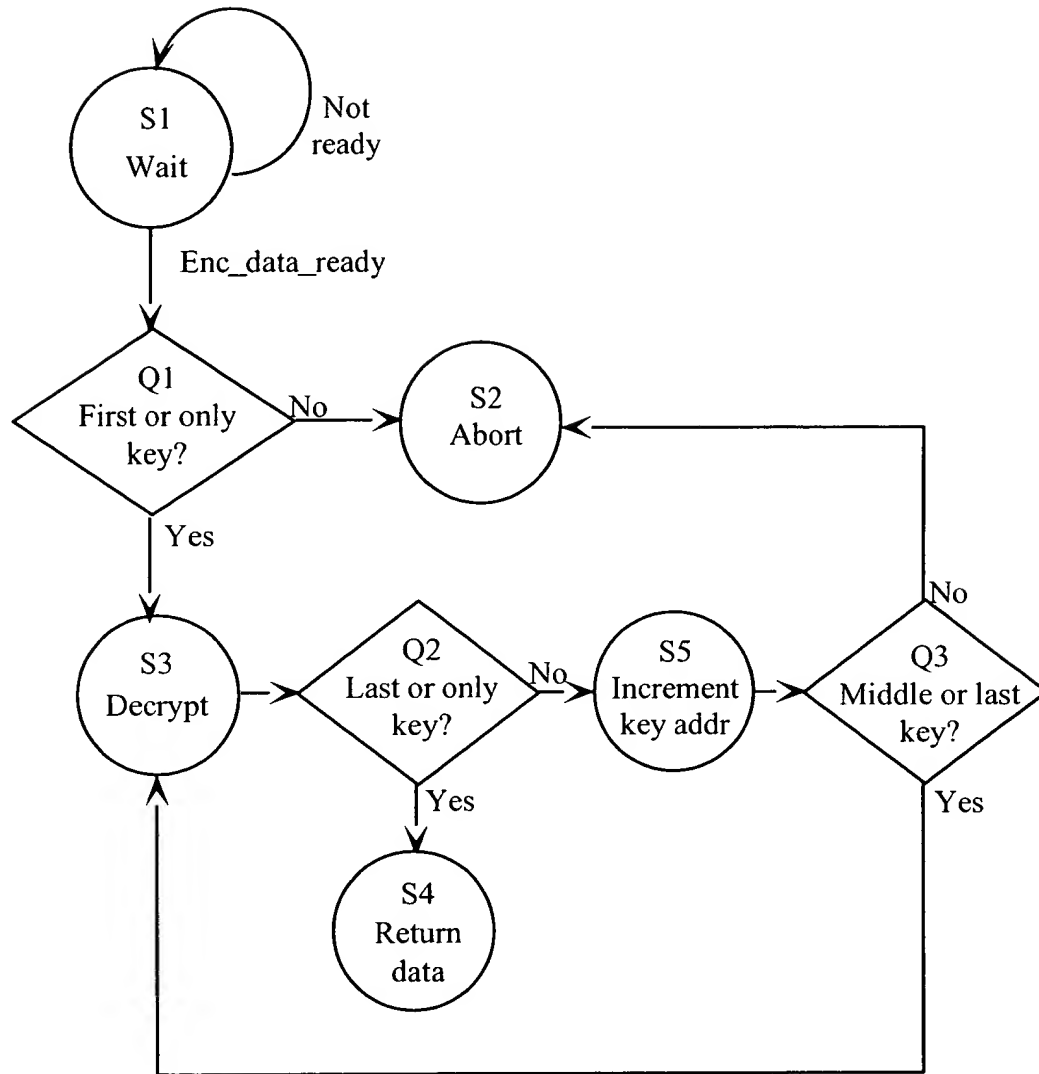 S1
Wait
Not
ready
Enc_data_ready
Q1
First or only
key?
No
S2
Abort
Yes
S3
Decrypt
Q2
Last or only
key?
No
S5
Increment
key addr
No
Q3
Middle or last
key?
Yes
Yes
S4
Return
data